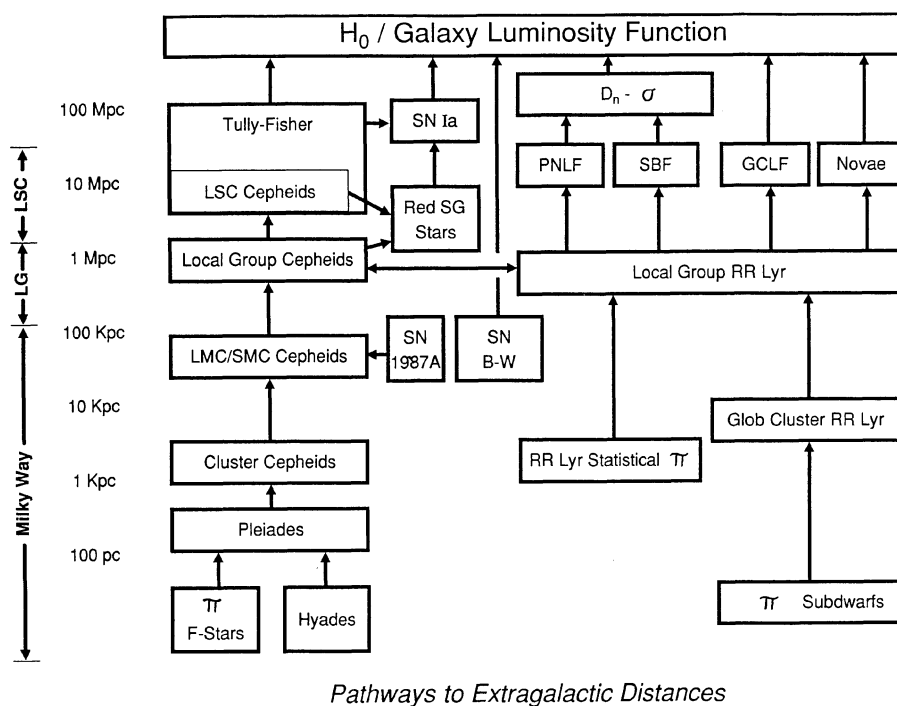 H₀ / Galaxy Luminosity Function
100 Mpc
10 Mpc
1 Mpc
100 Kpc
10 Kpc
1 Kpc
100 pc
LSC
LG
Milky Way
Tully-Fisher
LSC Cepheids
SN Ia
Red SG
Stars
Local Group Cepheids
LMC/SMC Cepheids
SN
1987A
SN
B-W
Cluster Cepheids
Pleiades
π
F-Stars
Hyades
Dₙ - σ
PNLF
SBF
GCLF
Novae
Local Group RR Lyr
RR Lyr Statistical π
Glob Cluster RR Lyr
π Subdwarfs
Pathways to Extragalactic Distances